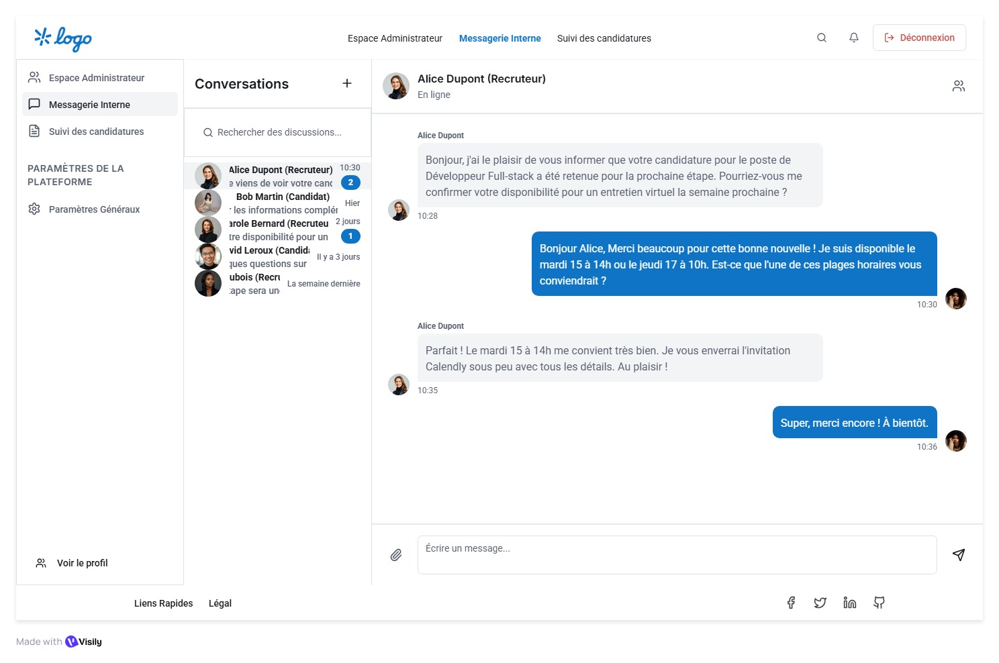 logo
Espace Administrateur
Messagerie Interne
Suivi des candidatures
Déconnexion
Espace Administrateur
Messagerie Interne
Suivi des candidatures
PARAMÈTRES DE LA
PLATEFORME
Paramètres Généraux
Voir le profil
Conversations
Rechercher des discussions...
Alice Dupont (Recruteur)
10:30
e viens de voir votre canc
2
Bob Martin (Candidat)
Hier
r les informations complér
arole Bernard (Recruteu
2 jours
tre disponibilité pour un
1
vid Leroux (Candida
Il y a 3 jours
ques questions sur
ubois (Recru
La semaine dernière
tape sera une
Alice Dupont (Recruteur)
En ligne
Alice Dupont
Bonjour, j'ai le plaisir de vous informer que votre candidature pour le poste de
Développeur Full-stack a été retenue pour la prochaine étape. Pourriez-vous me
confirmer votre disponibilité pour un entretien virtuel la semaine prochaine ?
10:28
Bonjour Alice, Merci beaucoup pour cette bonne nouvelle ! Je suis disponible le
mardi 15 à 14h ou le jeudi 17 à 10h. Est-ce que l'une de ces plages horaires vous
conviendrait ?
10:30
Alice Dupont
Parfait ! Le mardi 15 à 14h me convient très bien. Je vous enverrai l'invitation
Calendly sous peu avec tous les détails. Au plaisir !
10:35
Super, merci encore ! À bientôt.
10:36
Écrire un message...
Liens Rapides
Légal
Made with Visily